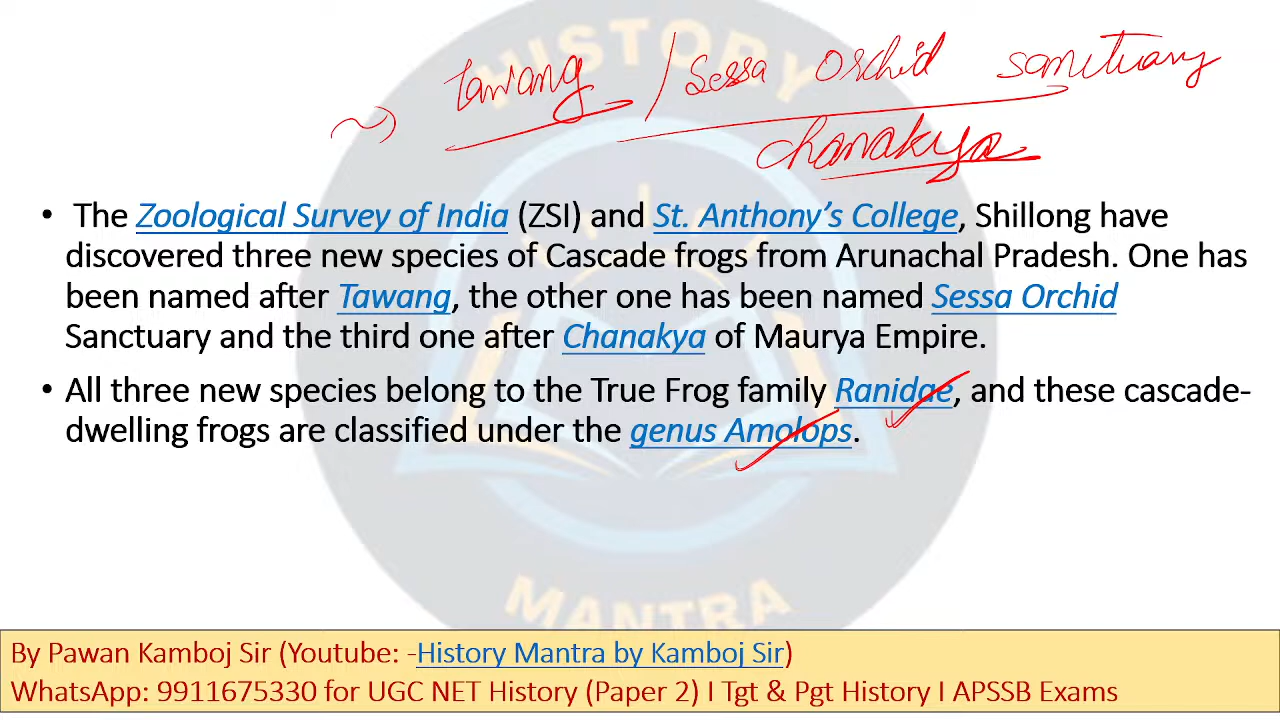 HISTORY
Tawang / Sessa Orchid Sanctuary
Chanakya
• The Zoological Survey of India (ZSI) and St. Anthony’s College, Shillong have
discovered three new species of Cascade frogs from Arunachal Pradesh. One has
been named after Tawang, the other one has been named Sessa Orchid
Sanctuary and the third one after Chanakya of Maurya Empire.
• All three new species belong to the True Frog family Ranidae, and these cascade-
dwelling frogs are classified under the genus Amolops.
MANTRA
By Pawan Kamboj Sir (Youtube: -History Mantra by Kamboj Sir)
WhatsApp: 9911675330 for UGC NET History (Paper 2) I Tgt & Pgt History I APSSB Exams